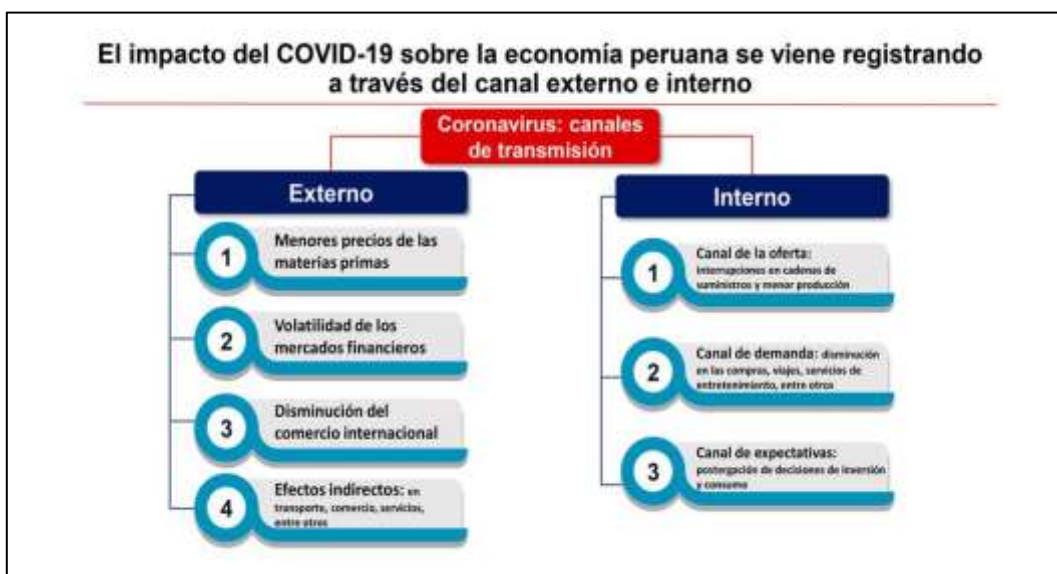 El impacto del COVID-19 sobre la economía peruana se viene registrando
a través del canal externo e interno
Coronavirus: canales
de transmisión
Externo
1
Menores precios de las
materias primas
2
Volatilidad de los
mercados financieros
3
Disminución del
comercio internacional
4
Efectos indirectos: en
transporte, comercio, servicios,
entre otros
Interno
1
Canal de la oferta:
interrupciones en cadenas de
suministros y menor producción
2
Canal de demanda: disminución
en las compras, viajes, servicios de
entretenimiento, entre otros
3
Canal de expectativas:
postergación de decisiones de inversión
y consumo